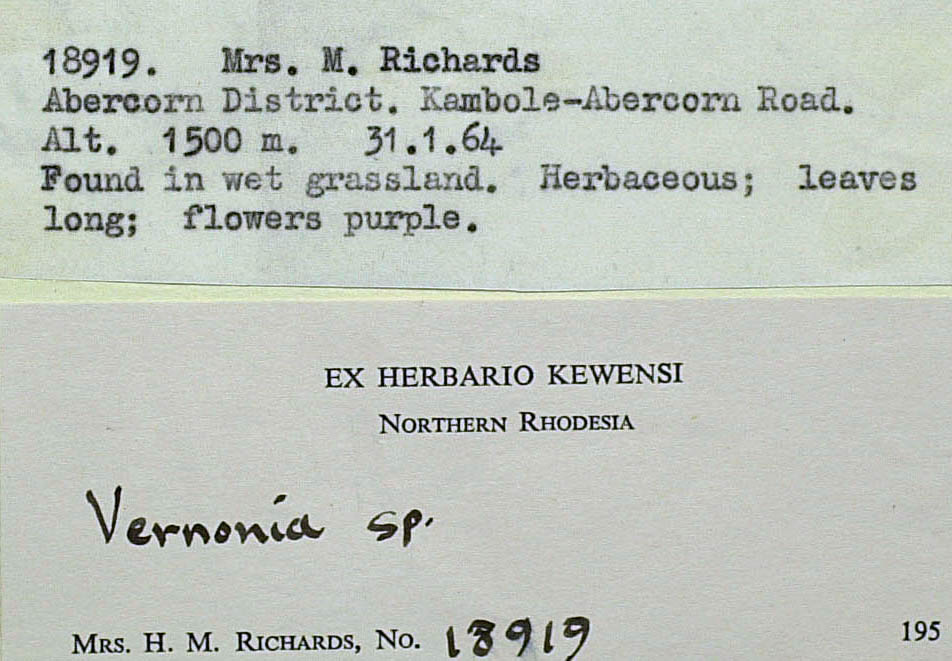 18919. Mrs. M. Richards
Abercorn District. Kambole-Abercorn Road.
Alt. 1500 m. 31.1.64
Found in wet grassland. Herbaceous; leaves
long; flowers purple.
EX HERBARIO KEWENSI
NORTHERN RHODESIA
Vernonia sp.
MRS. H. M. RICHARDS, NO. 18919 195